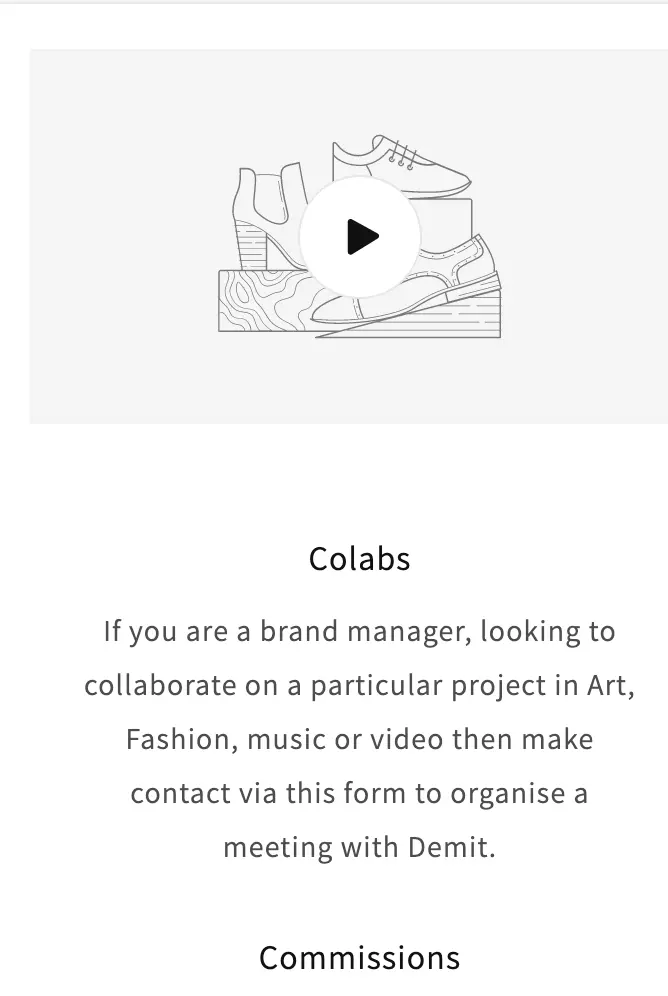 Colabs
If you are a brand manager, looking to
collaborate on a particular project in Art,
Fashion, music or video then make
contact via this form to organise a
meeting with Demit.
Commissions